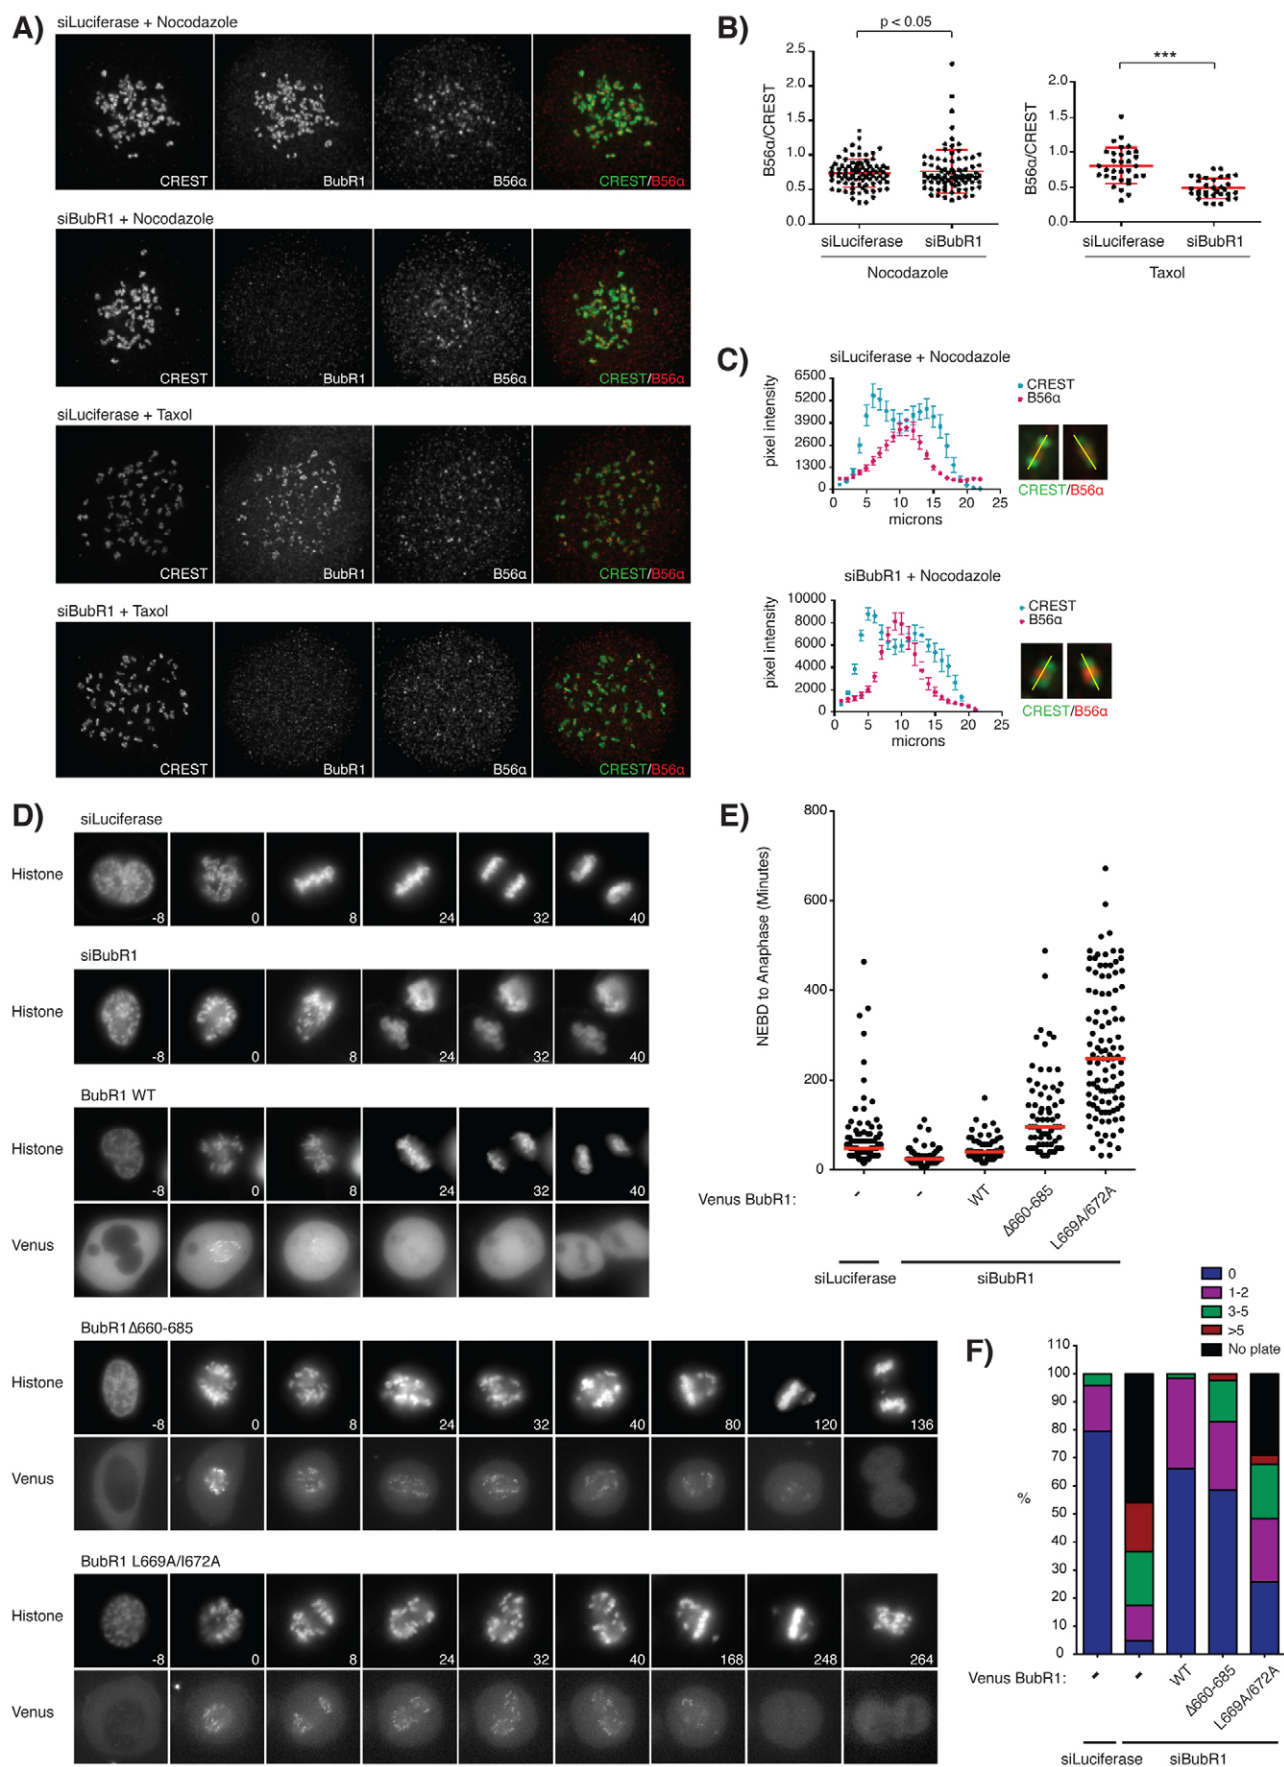 A)
siLuciferase + Nocodazole
CREST
BubR1
B56α
CREST/B56α
siBubR1 + Nocodazole
CREST
BubR1
B56α
CREST/B56α
siLuciferase + Taxol
CREST
BubR1
B56α
CREST/B56α
siBubR1 + Taxol
CREST
BubR1
B56α
CREST/B56α
B)
p < 0.05
B56α/CREST
2.5
2.0
1.5
1.0
0.5
0.0
siLuciferase
siBubR1
Nocodazole
***
B56α/CREST
2.0
1.5
1.0
0.5
0.0
siLuciferase
siBubR1
Taxol
C)
siLuciferase + Nocodazole
pixel intensity
6500
5200
3900
2600
1300
0
0 5 10 15 20 25
microns
CREST
B56α
CREST/B56α
siBubR1 + Nocodazole
pixel intensity
10000
8000
6000
4000
2000
0
0 5 10 15 20 25
microns
CREST
B56α
CREST/B56α
D)
siLuciferase
Histone
-8 0 8 24 32 40
siBubR1
Histone
-8 0 8 24 32 40
BubR1 WT
Histone
-8 0 8 24 32 40
Venus
BubR1Δ660-685
Histone
-8 0 8 24 32 40 80 120 136
Venus
BubR1 L669A/I672A
Histone
-8 0 8 24 32 40 168 248 264
Venus
E)
NEBD to Anaphase (Minutes)
800
600
400
200
0
Venus BubR1:
- - WT Δ660-685 L669A/672A
siLuciferase
siBubR1
F)
0
1-2
3-5
>5
No plate
%
110
100
90
80
70
60
50
40
30
20
10
0
Venus BubR1:
- - WT Δ660-685 L669A/672A
siLuciferase
siBubR1